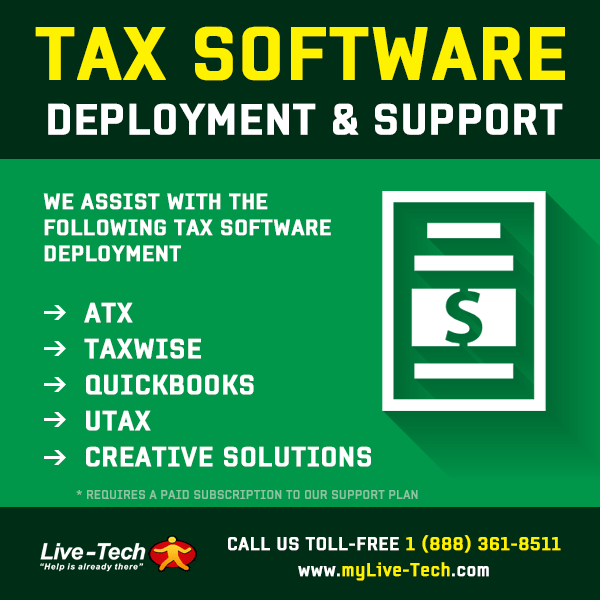 TAX SOFTWARE
DEPLOYMENT & SUPPORT
WE ASSIST WITH THE
FOLLOWING TAX SOFTWARE
DEPLOYMENT
→ ATX
→ TAXWISE
→ QUICKBOOKS
→ UTAX
→ CREATIVE SOLUTIONS
$
* REQUIRES A PAID SUBSCRIPTION TO OUR SUPPORT PLAN
Live-Tech
"Help is already there"
CALL US TOLL-FREE 1 (888) 361-8511
www.myLive-Tech.com